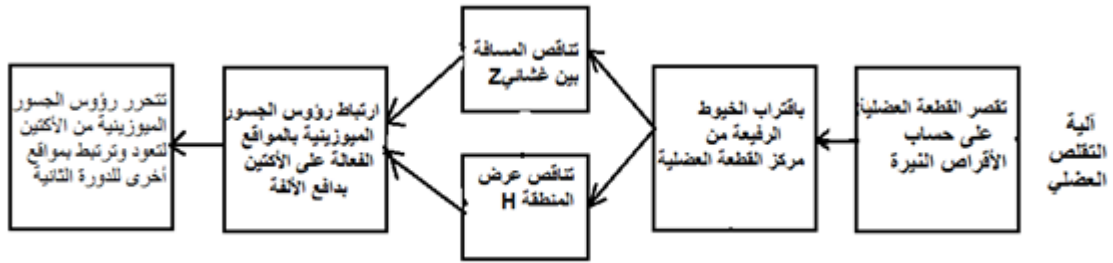 آلية
التقلص
العضلي
تقصر القطعة العضلية
على حساب
الأقراص النيرة
باقتراب الخيوط
الرفيعة من
مركز القطعة العضلية
تناقص المسافة
بين غشائيZ
تناقص عرض
المنطقة H
ارتباط رؤوس الجسور
الميوزينية بالمواقع
الفعالة على الأكتين
بدافع الألفة
تتحرر رؤوس الجسور
الميوزينية من الأكتين
لتعود وترتبط بمواقع
أخرى للدورة الثانية